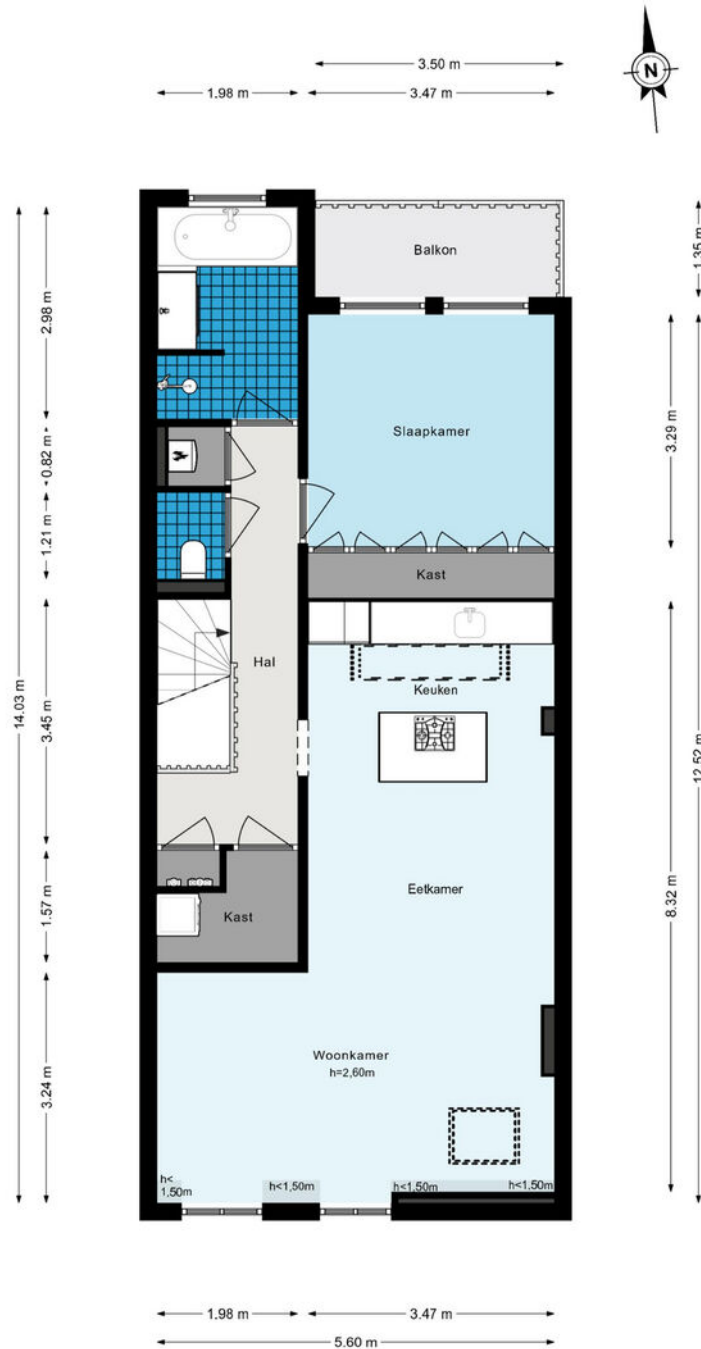 3.50 m
1.98 m
3.47 m
N
Balkon
1.35 m
2.98 m
Slaapkamer
3.29 m
0.82 m
1.21 m
Kast
Hal
Keuken
14.03 m
3.45 m
12.52 m
Eetkamer
8.32 m
1.57 m
Kast
Woonkamer
h=2,60m
3.24 m
h<
1,50m
h<1,50m
h<1,50m
h<1,50m
1.98 m
3.47 m
5.60 m